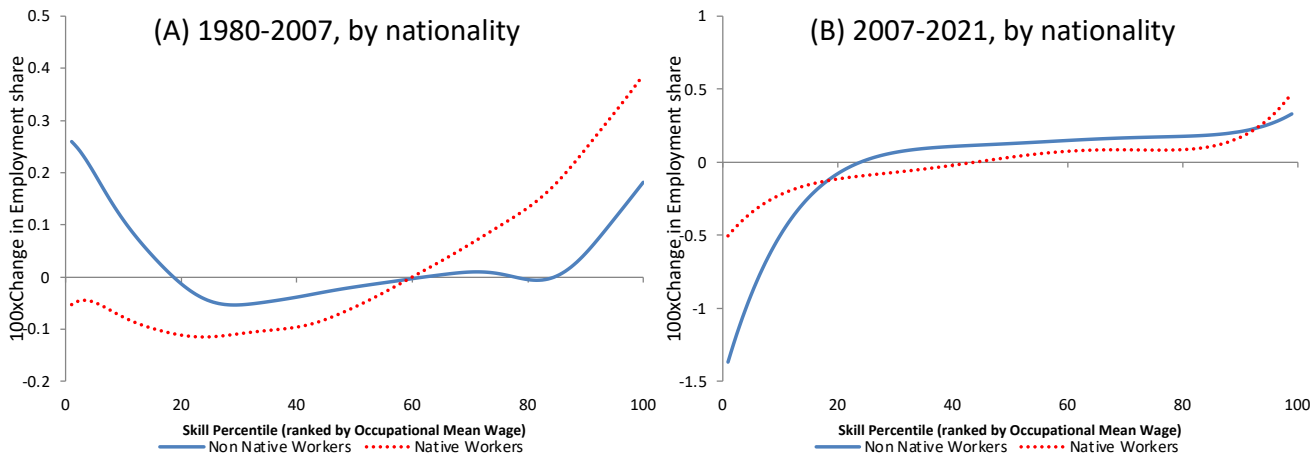 (A) 1980-2007, by nationality
100xChange in Employment share
0.5
0.4
0.3
0.2
0.1
0
-0.1
-0.2
0 20 40 60 80 100
Skill Percentile (ranked by Occupational Mean Wage)
Non Native Workers Native Workers
(B) 2007-2021, by nationality
100xChange in Employment share
1
0.5
0
-0.5
-1
-1.5
0 20 40 60 80 100
Skill Percentile (ranked by Occupational Mean Wage)
Non Native Workers Native Workers